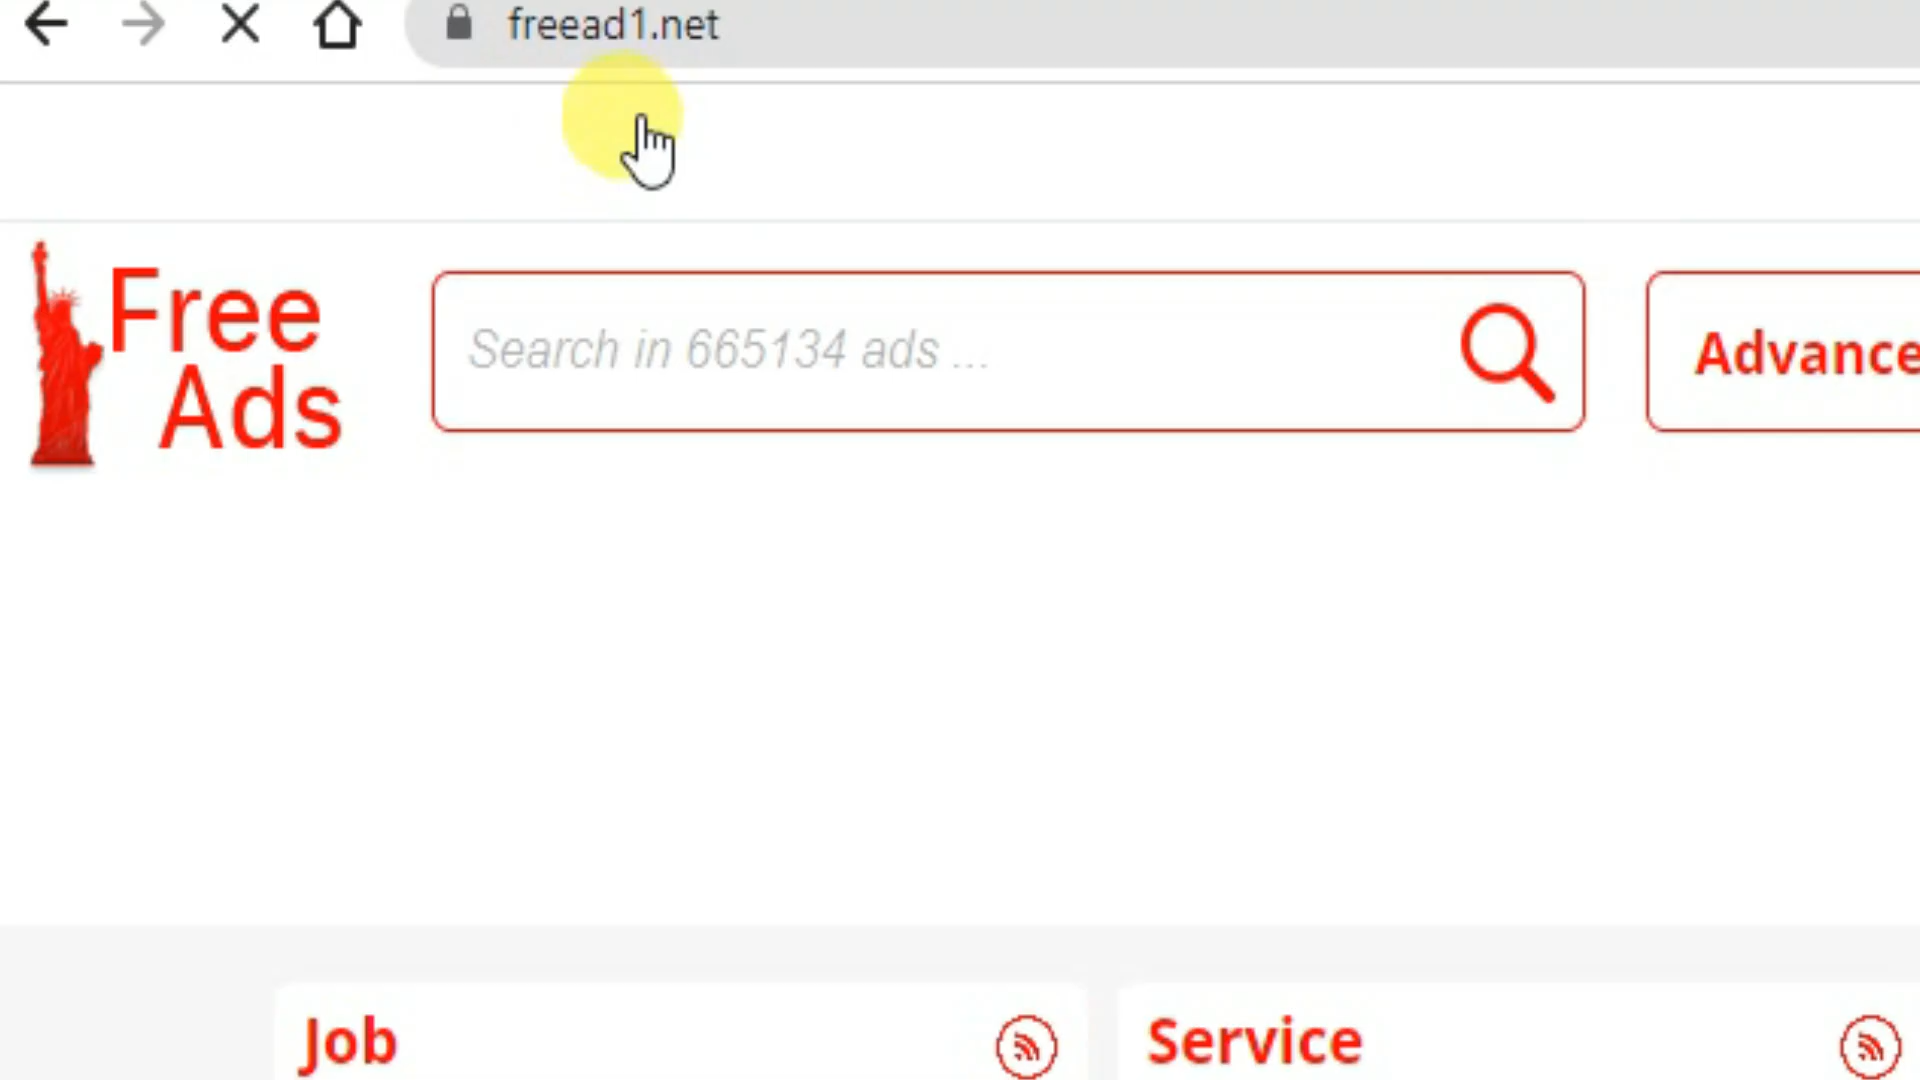 freead1.net
Free
Ads
Search in 665134 ads ...
Advance
Job
Service